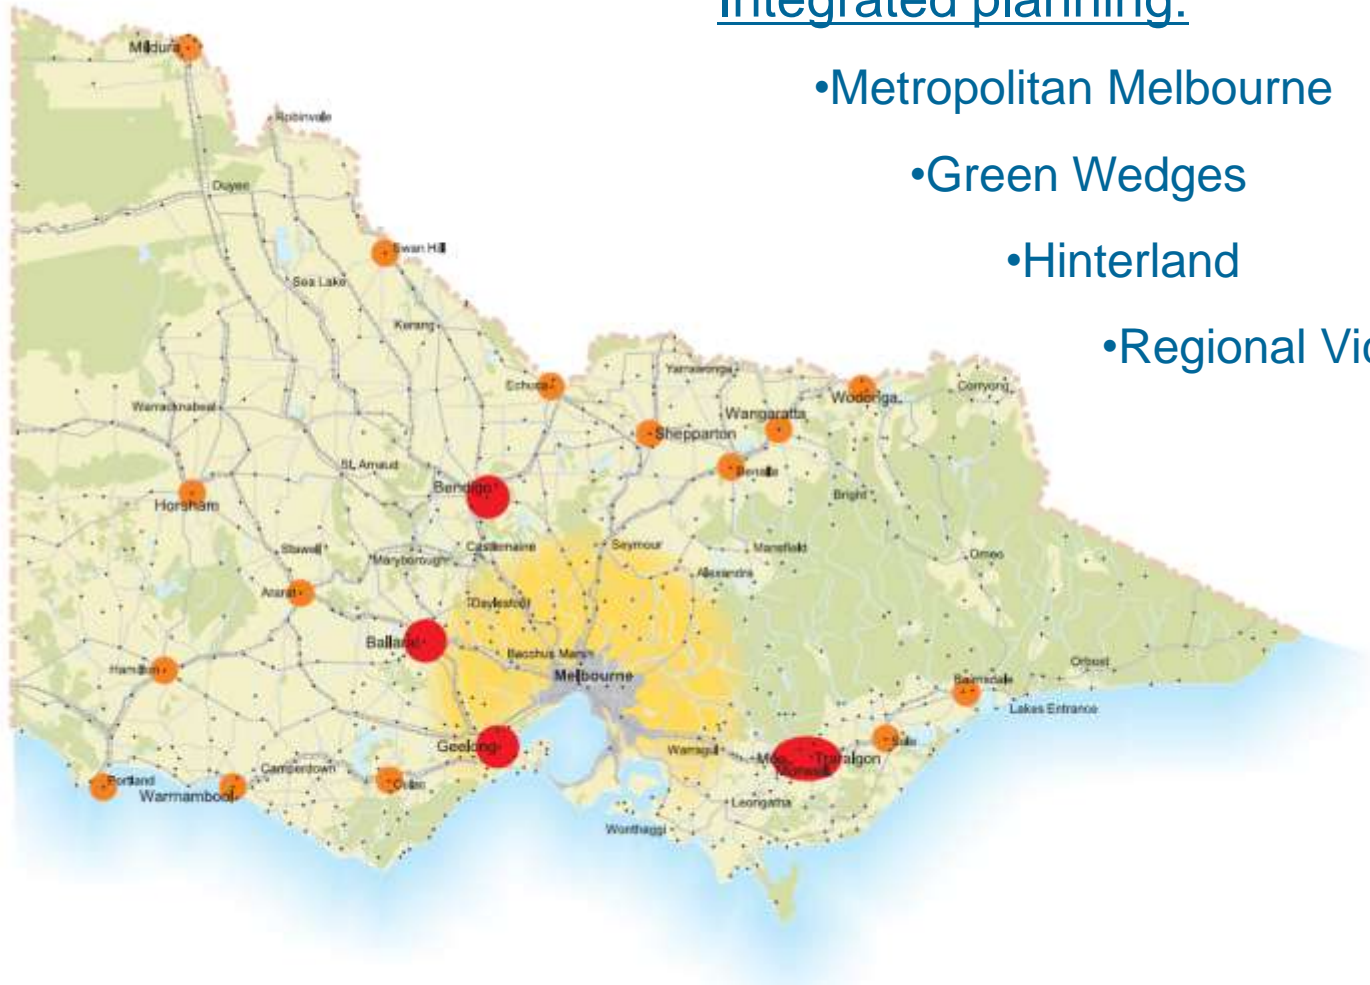 Integrated planning:
•Metropolitan Melbourne
•Green Wedges
•Hinterland
•Regional Vic
Mildura
Robinvale
Ouyen
Swan Hill
Sea Lake
Kerang
Echuca
Yarrawonga
Wodonga
Corryong
Warracknabeal
Wangaratta
Shepparton
St. Arnaud
Benalla
Bendigo
Bright
Horsham
Stawell
Castlemaine
Seymour
Mansfield
Omeo
Maryborough
Alexandra
Ararat
Daylesford
Ballarat
Bacchus Marsh
Hamilton
Melbourne
Orbost
Bairnsdale
Lakes Entrance
Geelong
Warragul
Sale
Moe
Traralgon
Morwell
Camperdown
Portland
Colac
Warrnambool
Leongatha
Wonthaggi